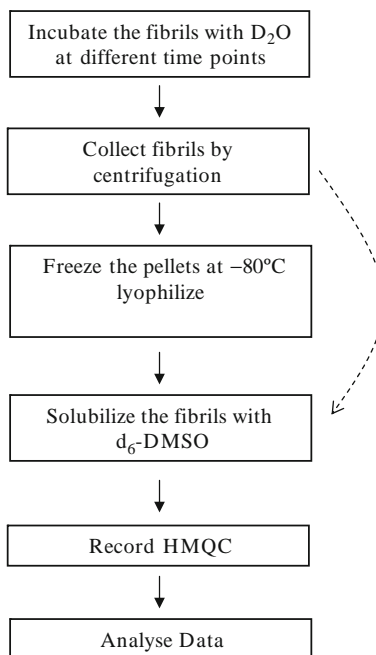 Incubate the fibrils with D₂O
at different time points
Collect fibrils by
centrifugation
Freeze the pellets at −80ºC
lyophilize
Solubilize the fibrils with
d₆-DMSO
Record HMQC
Analyse Data